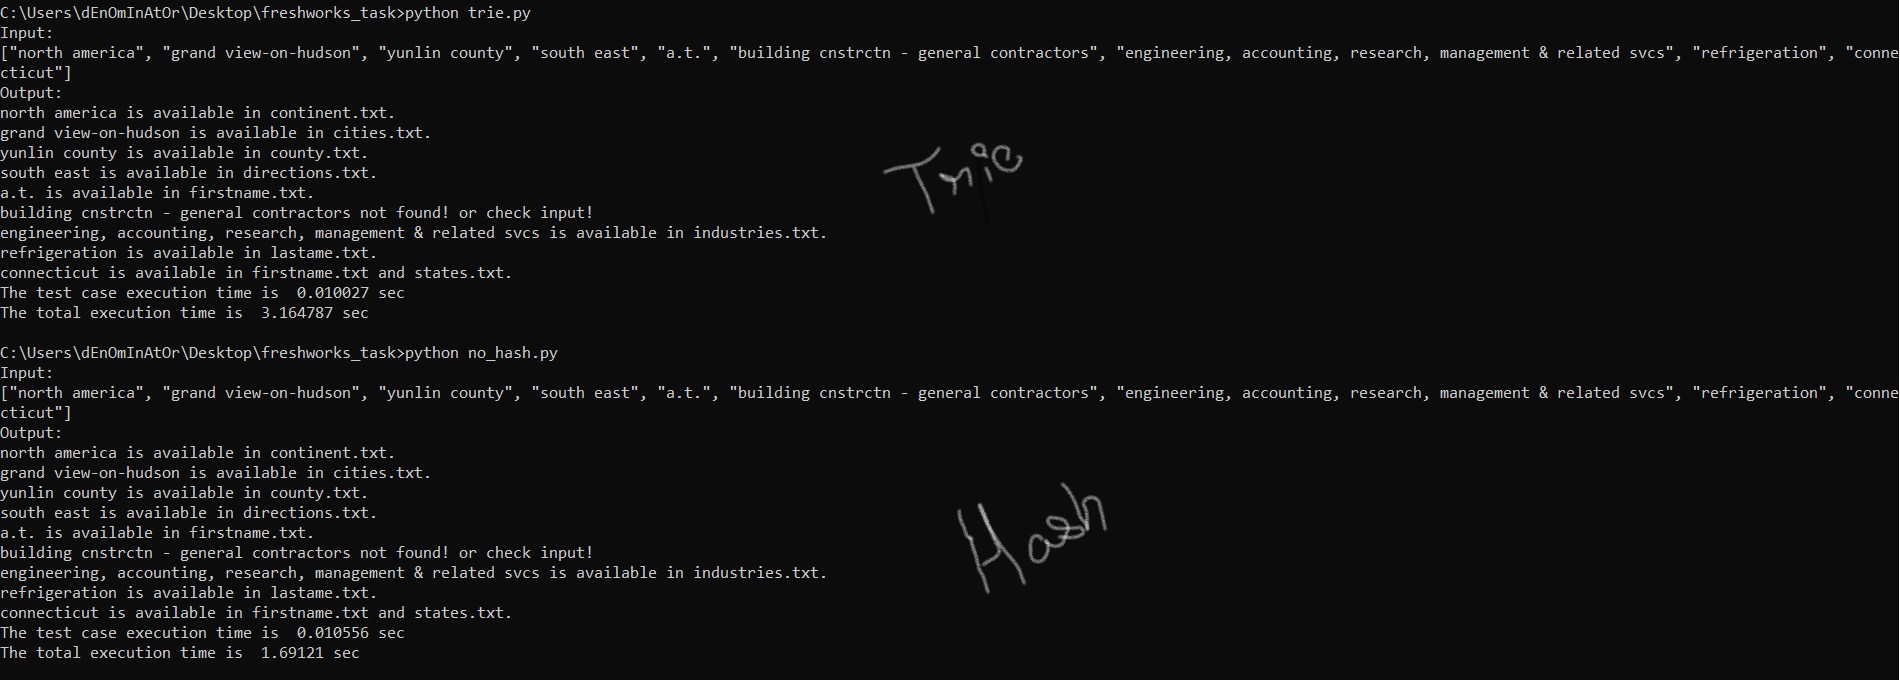 C:\Users\dEnOmInAtOr\Desktop\freshworks_task>python trie.py
Input:
["north america", "grand view-on-hudson", "yunlin county", "south east", "a.t.", "building cnstrctn - general contractors", "engineering, accounting, research, management & related svcs", "refrigeration", "conne
cticut"]
Output:
north america is available in continent.txt.
grand view-on-hudson is available in cities.txt.
yunlin county is available in county.txt.
south east is available in directions.txt.
a.t. is available in firstname.txt.
building cnstrctn - general contractors not found! or check input!
engineering, accounting, research, management & related svcs is available in industries.txt.
refrigeration is available in lastame.txt.
connecticut is available in firstname.txt and states.txt.
The test case execution time is  0.010027 sec
The total execution time is  3.164787 sec
Trie
C:\Users\dEnOmInAtOr\Desktop\freshworks_task>python no_hash.py
Input:
["north america", "grand view-on-hudson", "yunlin county", "south east", "a.t.", "building cnstrctn - general contractors", "engineering, accounting, research, management & related svcs", "refrigeration", "conne
cticut"]
Output:
north america is available in continent.txt.
grand view-on-hudson is available in cities.txt.
yunlin county is available in county.txt.
south east is available in directions.txt.
a.t. is available in firstname.txt.
building cnstrctn - general contractors not found! or check input!
engineering, accounting, research, management & related svcs is available in industries.txt.
refrigeration is available in lastame.txt.
connecticut is available in firstname.txt and states.txt.
The test case execution time is  0.010556 sec
The total execution time is  1.69121 sec
Hash